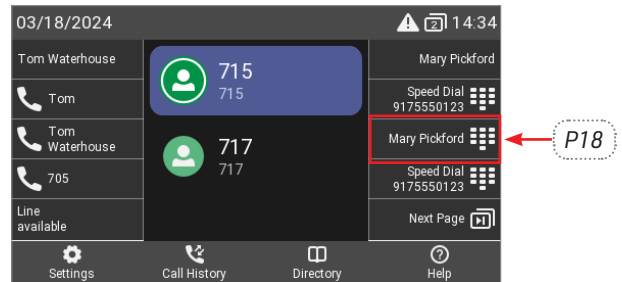 03/18/2024
2 14:34
Tom Waterhouse
Tom
Tom
Waterhouse
705
Line
available
715
715
717
717
Mary Pickford
Speed Dial
9175550123
Mary Pickford
Speed Dial
9175550123
Next Page
P18
Settings
Call History
Directory
Help